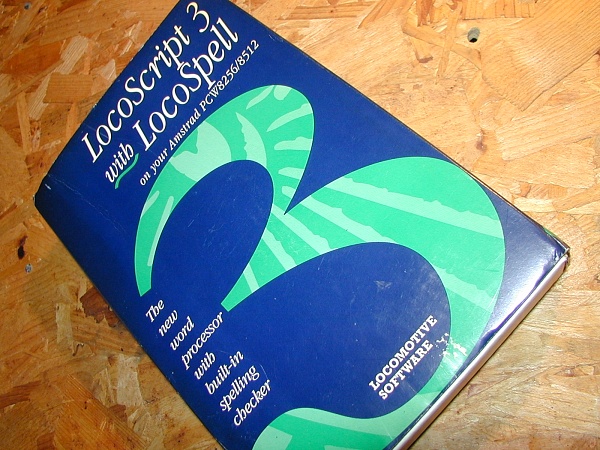 LocoScript 3
with LocoSpell
on your Amstrad PCW8256/8512
The
new
word
processor
with
built-in
spelling
checker
LOCOMOTIVE
SOFTWARE